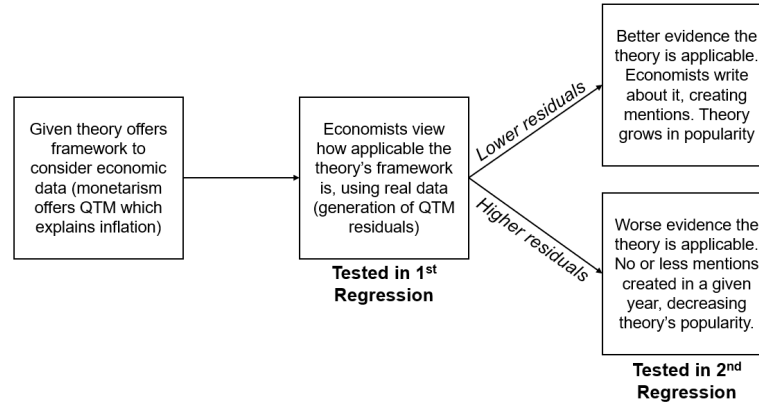 Given theory offers
framework to
consider economic
data (monetarism
offers QTM which
explains inflation)
Economists view
how applicable the
theory's framework
is, using real data
(generation of QTM
residuals)
Tested in 1st
Regression
Lower residuals
Higher residuals
Better evidence the
theory is applicable.
Economists write
about it, creating
mentions. Theory
grows in popularity
Worse evidence the
theory is applicable.
No or less mentions
created in a given
year, decreasing
theory's popularity.
Tested in 2nd
Regression